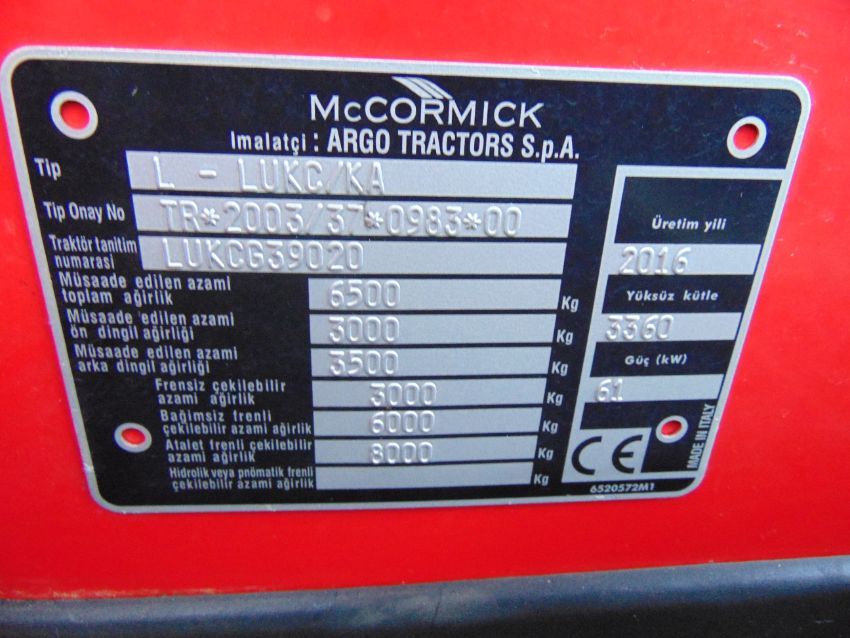 McCORMICK
Imalatçi : ARGO TRACTORS S.p.A.
Tip L - LUKC/KA
Tip Onay No TR*2003/37*0983*00
Traktör tanitim
numarasi LUKCG39020
Müsaade edilen azami
toplam ağirlik 6500 Kg
Müsaade edilen azami
ön dingil ağirliği 3000 Kg
Müsaade edilen azami
arka dingil ağirliği 3500 Kg
Frensiz çekilebilir
azami ağirlik 3000 Kg
Bağimsiz frenli
çekilebilir azami ağirlik 6000 Kg
Atalet frenli çekilebilir
azami ağirlik 8000 Kg
Hidrolik veya pnömatik frenli
çekilebilir azami ağirlik Kg
Üretim yili
2016
Yüksüz kütle
3360
Güç (kW)
61
CE
MADE IN ITALY
6520572M1